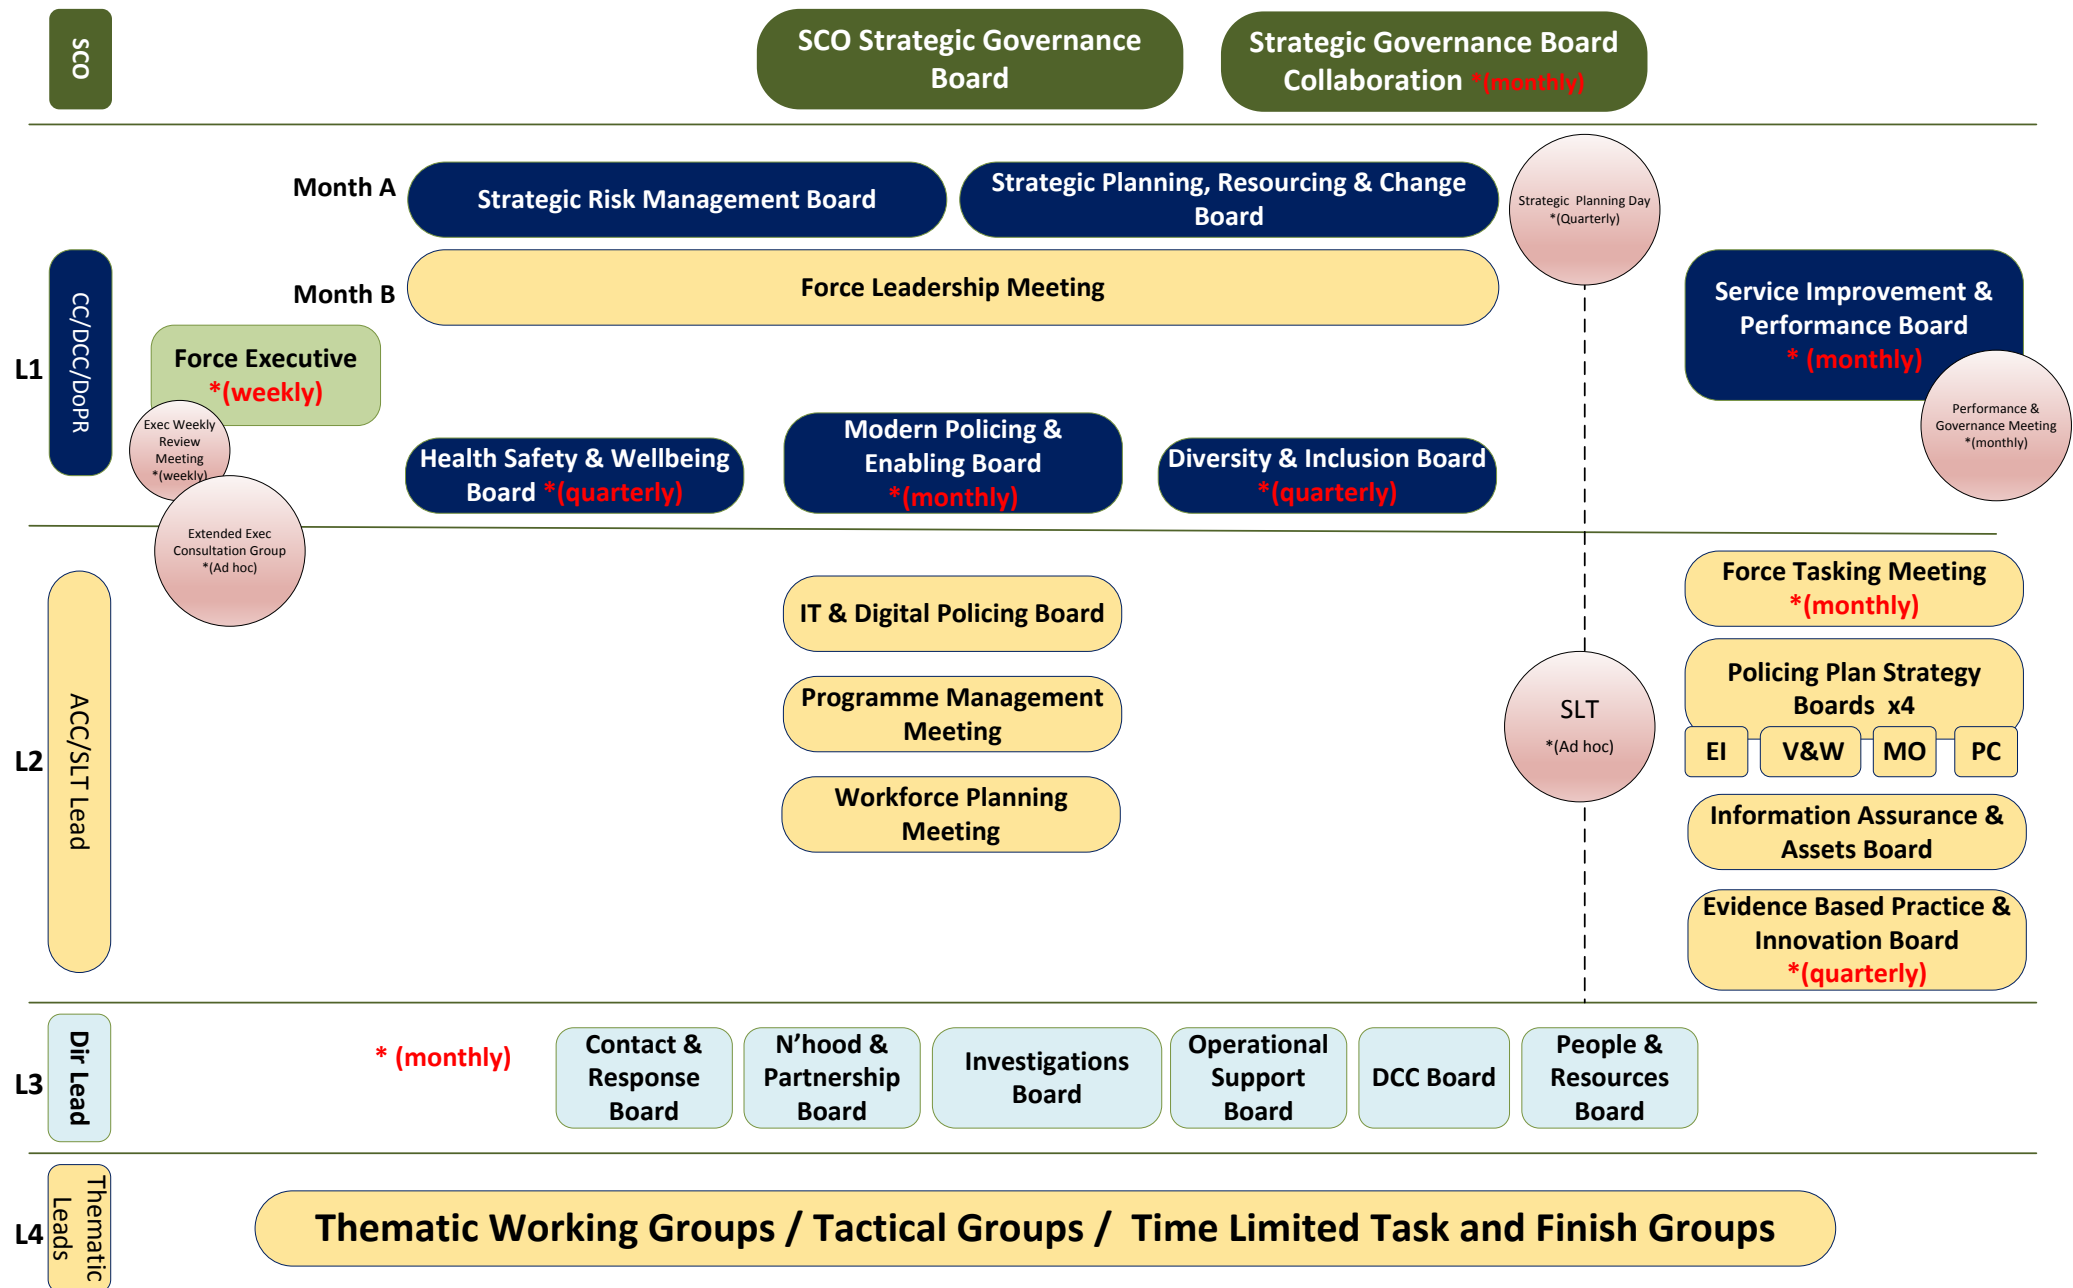 SCO
SCO Strategic Governance
Board
Strategic Governance Board
Collaboration *(monthly)
Month A
Strategic Risk Management Board
Strategic Planning, Resourcing & Change
Board
Strategic Planning Day
*(Quarterly)
Month B
Force Leadership Meeting
L1
CC/DCC/DoPR
Force Executive
*(weekly)
Exec Weekly
Review
Meeting
*(weekly)
Extended Exec
Consultation Group
*(Ad hoc)
Health Safety & Wellbeing
Board *(quarterly)
Modern Policing &
Enabling Board
*(monthly)
Diversity & Inclusion Board
*(quarterly)
Service Improvement &
Performance Board
* (monthly)
Performance &
Governance Meeting
*(monthly)
L2
ACC/SLT Lead
IT & Digital Policing Board
Programme Management
Meeting
Workforce Planning
Meeting
SLT
*(Ad hoc)
Force Tasking Meeting
*(monthly)
Policing Plan Strategy
Boards x4
EI
V&W
MO
PC
Information Assurance &
Assets Board
Evidence Based Practice &
Innovation Board
*(quarterly)
L3
Dir Lead
* (monthly)
Contact &
Response
Board
N’hood &
Partnership
Board
Investigations
Board
Operational
Support
Board
DCC Board
People &
Resources
Board
L4
Thematic
Leads
Thematic Working Groups / Tactical Groups / Time Limited Task and Finish Groups